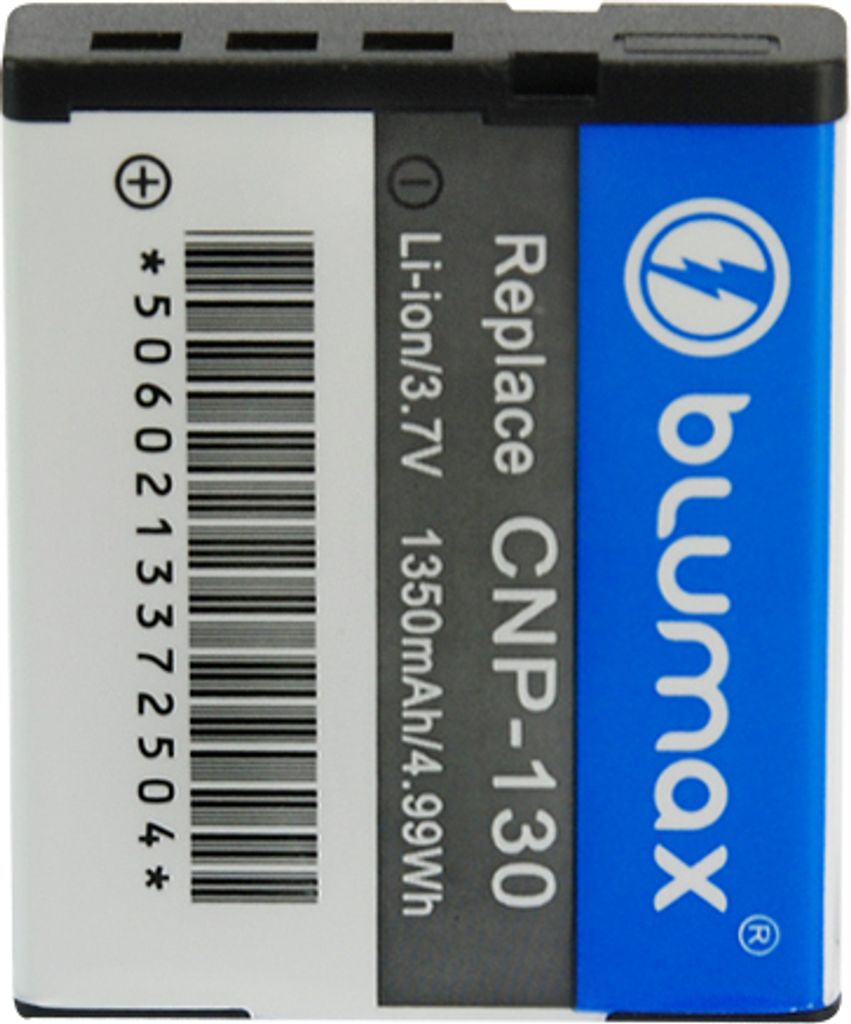 blumax®
Replace CNP-130
Li-ion/3.7V 1350mAh/4.99Wh
*5060213372504*